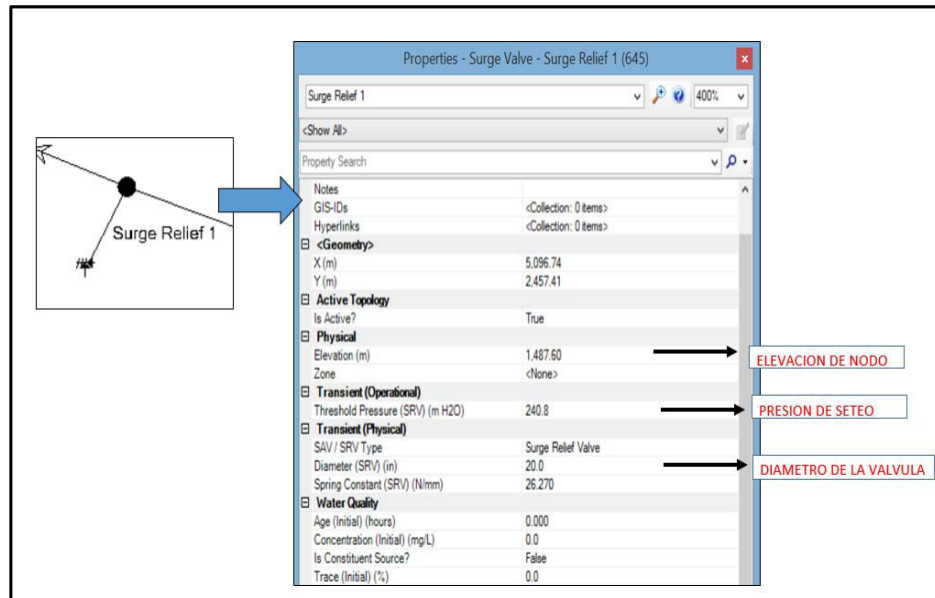 Properties - Surge Valve - Surge Relief 1 (645)
x
Surge Relief 1
400%
<Show All>
Property Search
Notes
GIS-IDs <Collection: 0 items>
Hyperlinks <Collection: 0 items>
<Geometry>
X (m) 5,096.74
Y (m) 2,457.41
Active Topology
Is Active? True
Physical
Elevation (m) 1,487.60
Zone <None>
Transient (Operational)
Threshold Pressure (SRV) (m H2O) 240.8
Transient (Physical)
SAV / SRV Type Surge Relief Valve
Diameter (SRV) (in) 20.0
Spring Constant (SRV) (N/mm) 26.270
Water Quality
Age (Initial) (hours) 0.000
Concentration (Initial) (mg/L) 0.0
Is Constituent Source? False
Trace (Initial) (%) 0.0
Surge Relief 1
ELEVACION DE NODO
PRESION DE SETEO
DIAMETRO DE LA VALVULA